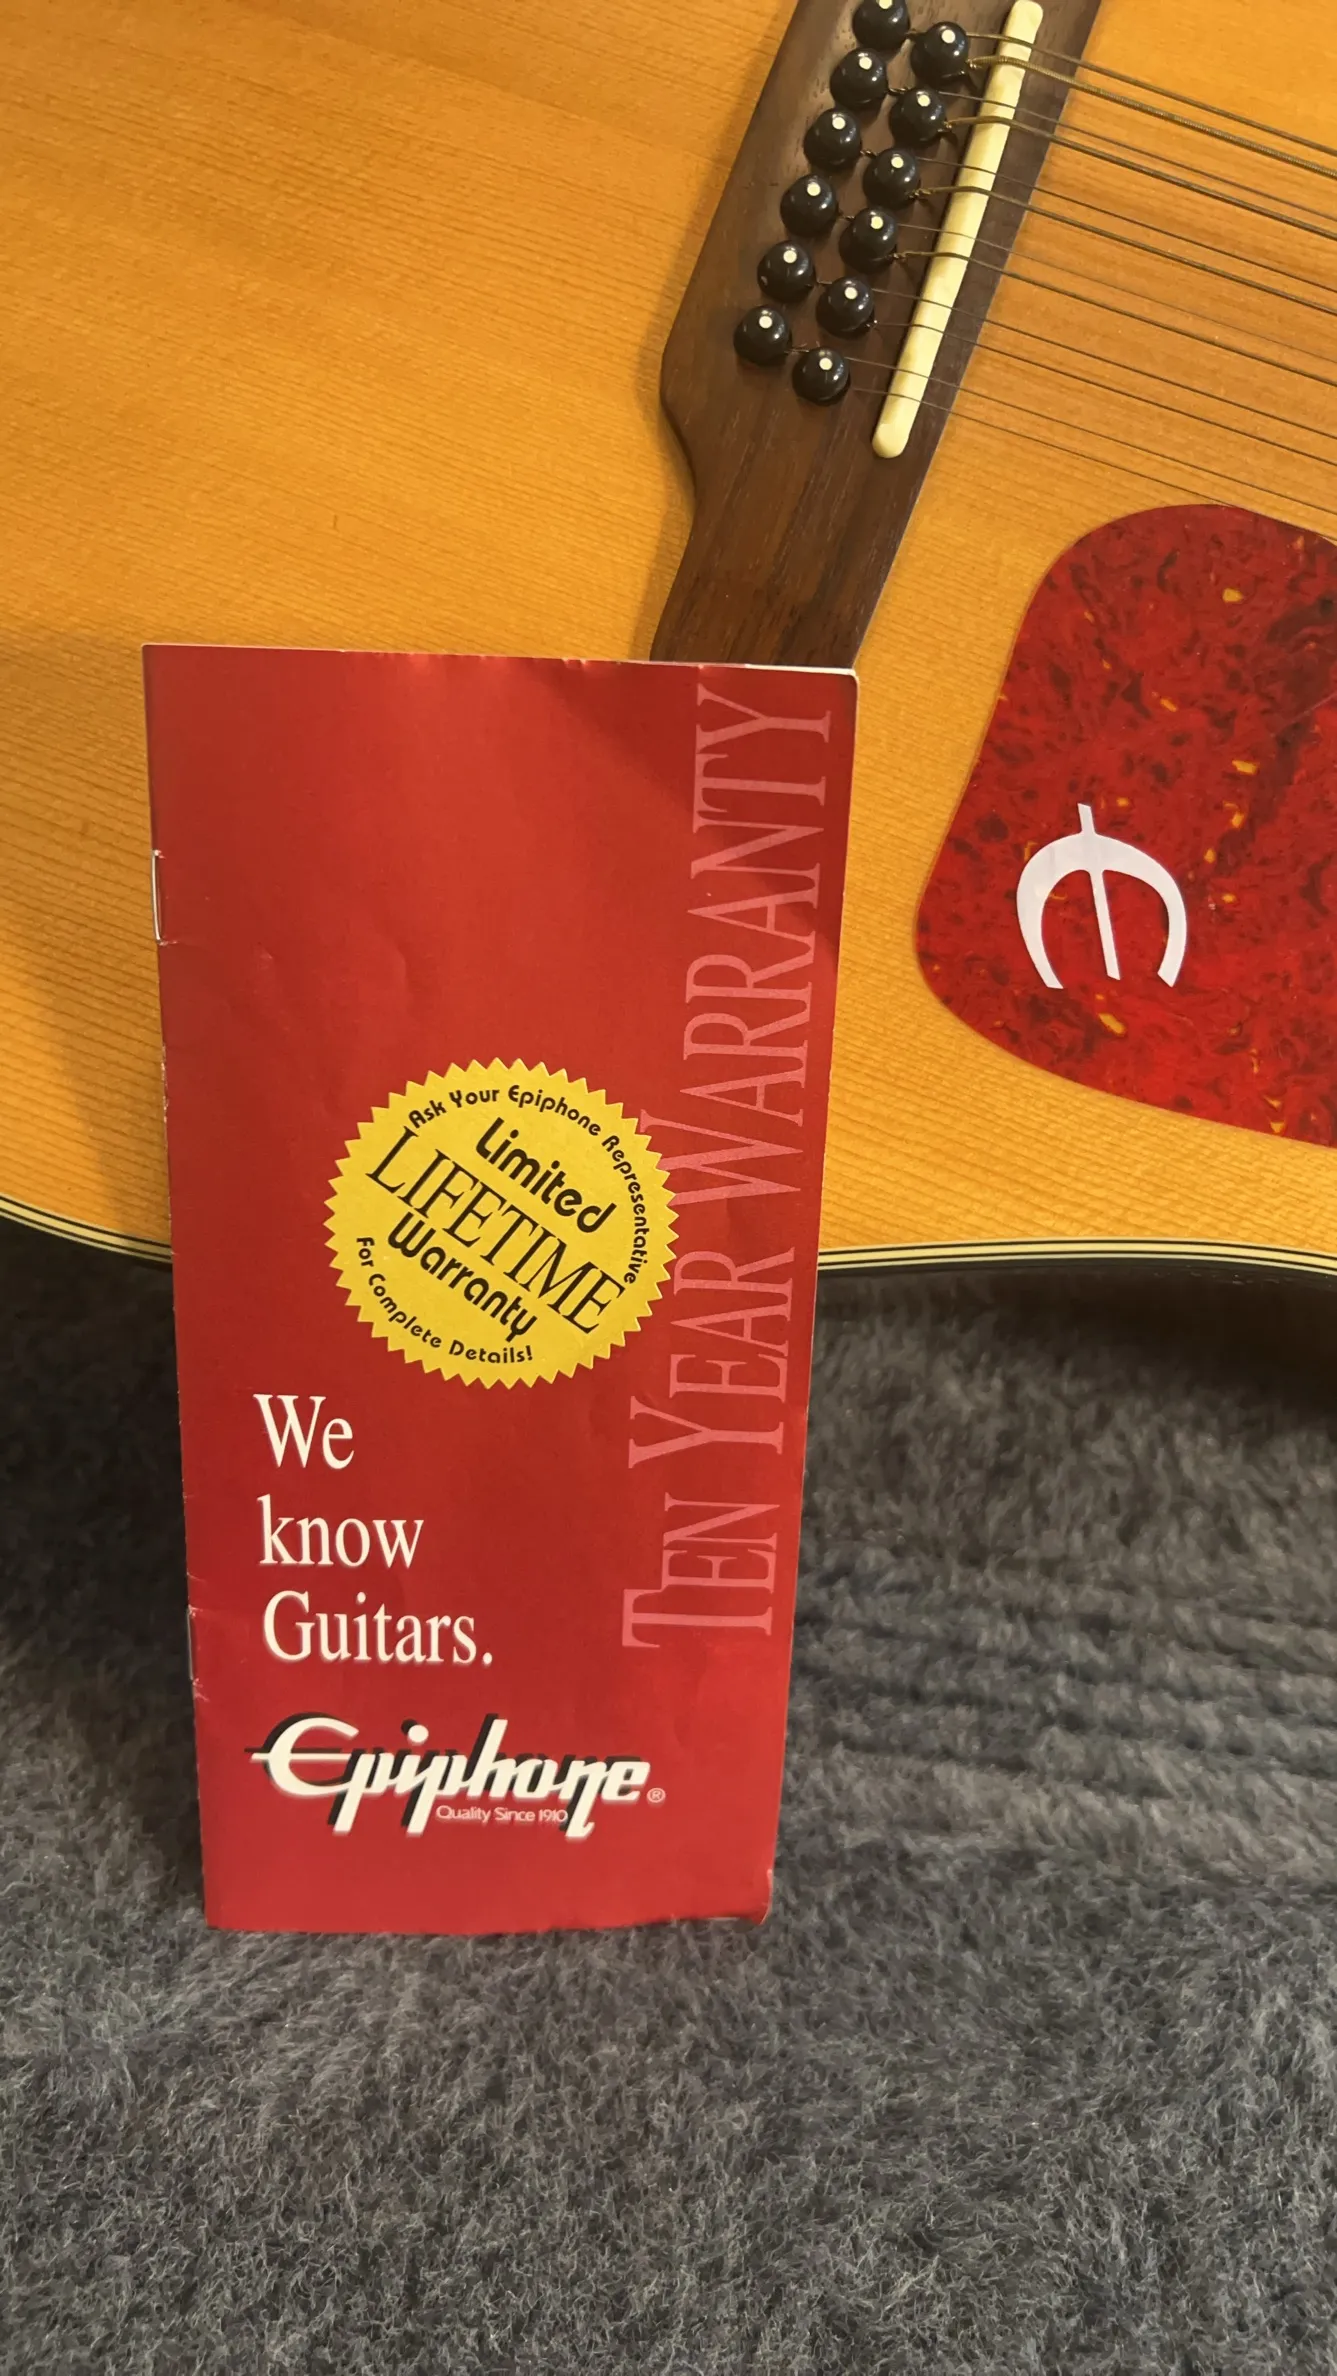 Ask Your Epiphone Representative
Limited
LIFETIME
Warranty
For Complete Details!
TEN YEAR WARRANTY
We
know
Guitars.
Epiphone®
Quality Since 1910
E